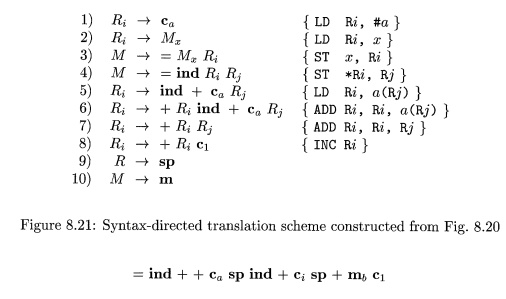 1) Rᵢ → cₐ { LD Ri, #a }
2) Rᵢ → Mₓ { LD Ri, x }
3) M → = Mₓ Rᵢ { ST x, Ri }
4) M → = ind Rᵢ Rⱼ { ST *Ri, Rj }
5) Rᵢ → ind + cₐ Rⱼ { LD Ri, a(Rj) }
6) Rᵢ → + Rᵢ ind + cₐ Rⱼ { ADD Ri, Ri, a(Rj) }
7) Rᵢ → + Rᵢ Rⱼ { ADD Ri, Ri, Rj }
8) Rᵢ → + Rᵢ c₁ { INC Ri }
9) R → sp
10) M → m
Figure 8.21: Syntax-directed translation scheme constructed from Fig. 8.20
= ind + + cₐ sp ind + cᵢ sp + m_b c₁